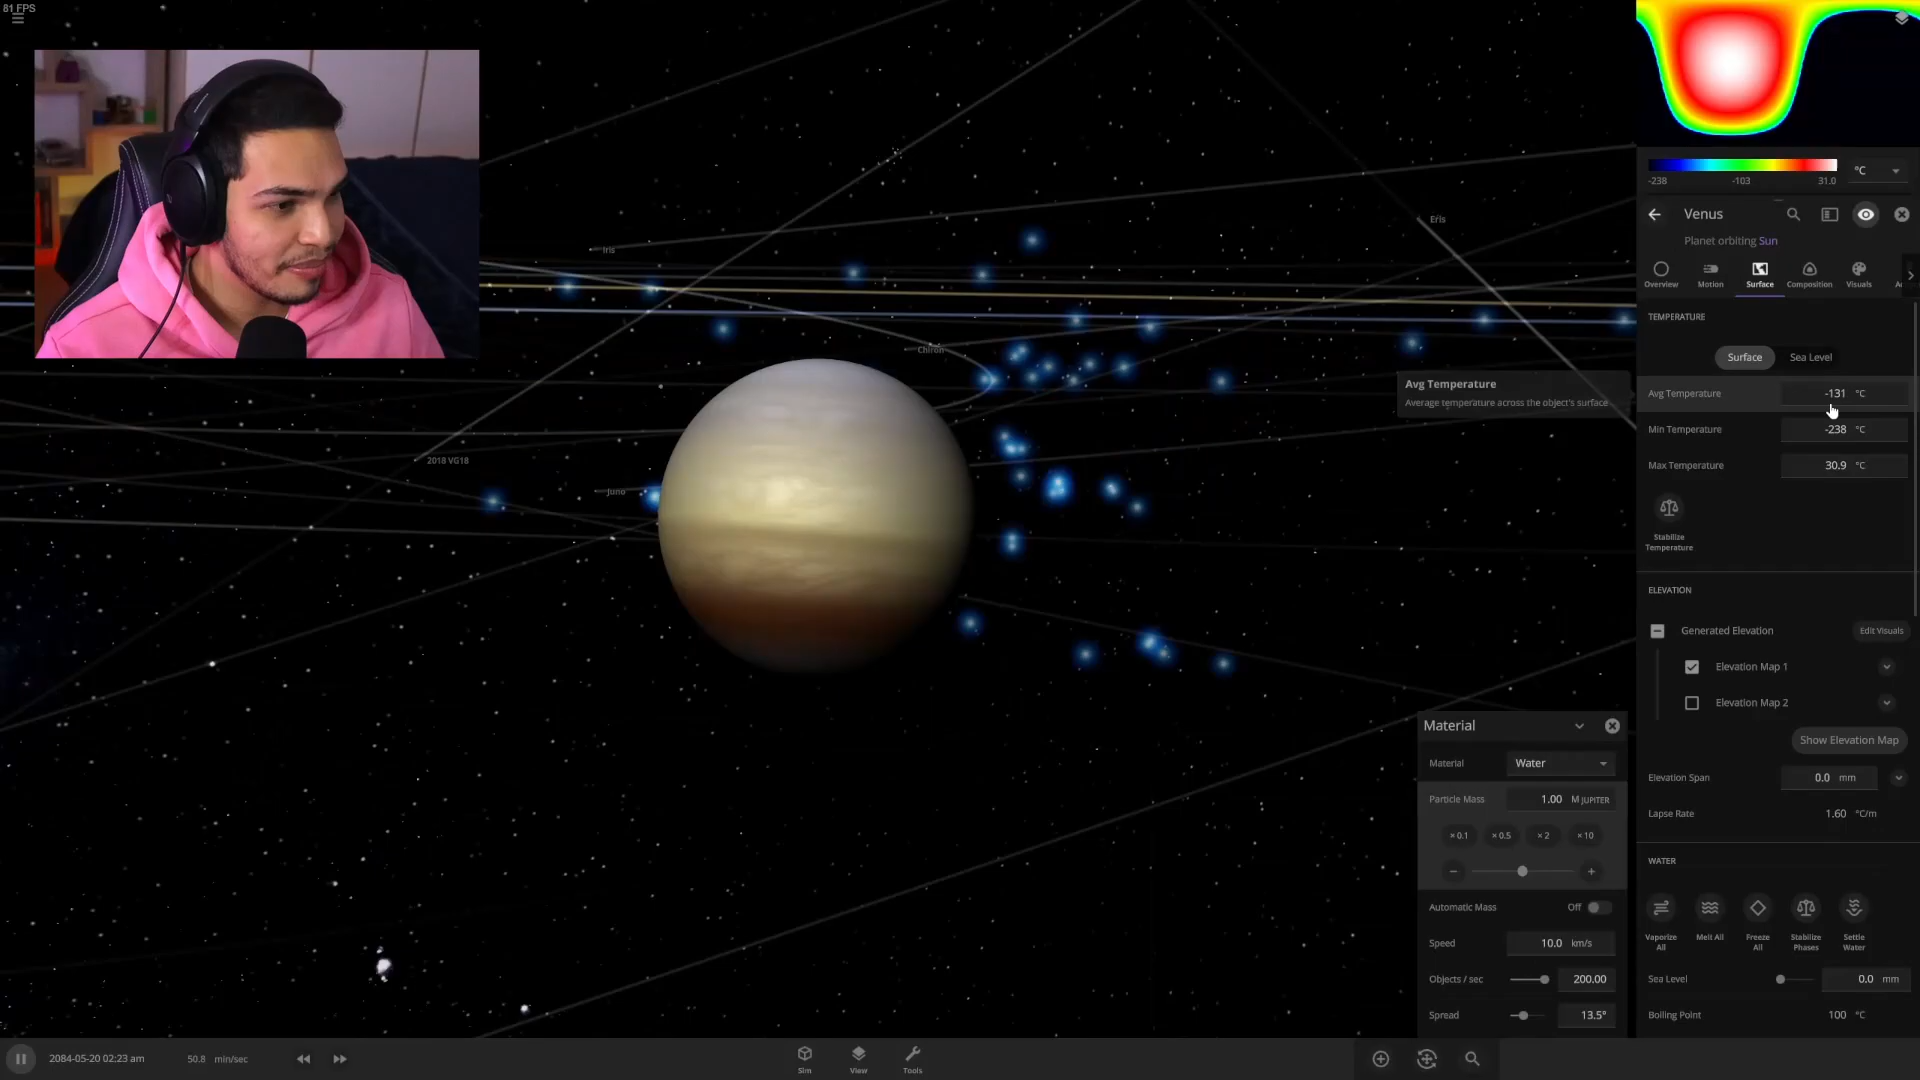 81 FPS
Iris
Eris
Chiron
2018 VG18
Juno
Avg Temperature
Average temperature across the object's surface
-238
-103
31.0
°C
Venus
Planet orbiting Sun
Overview
Motion
Surface
Composition
Visuals
TEMPERATURE
Surface
Sea Level
Avg Temperature
-131 °C
Min Temperature
-238 °C
Max Temperature
30.9 °C
Stabilize
Temperature
ELEVATION
Generated Elevation
Edit Visuals
Elevation Map 1
Elevation Map 2
Show Elevation Map
Elevation Span
0.0 mm
Lapse Rate
1.60 °C/m
WATER
Vaporize
All
Melt All
Freeze
All
Stabilize
Phases
Settle
Water
Sea Level
0.0 mm
Boiling Point
100 °C
Material
Material
Water
Particle Mass
1.00 M JUPITER
× 0.1
× 0.5
× 2
× 10
Automatic Mass
Off
Speed
10.0 km/s
Objects / sec
200.00
Spread
13.5°
2084-05-20 02:23 am
50.8 min/sec
Sim
View
Tools